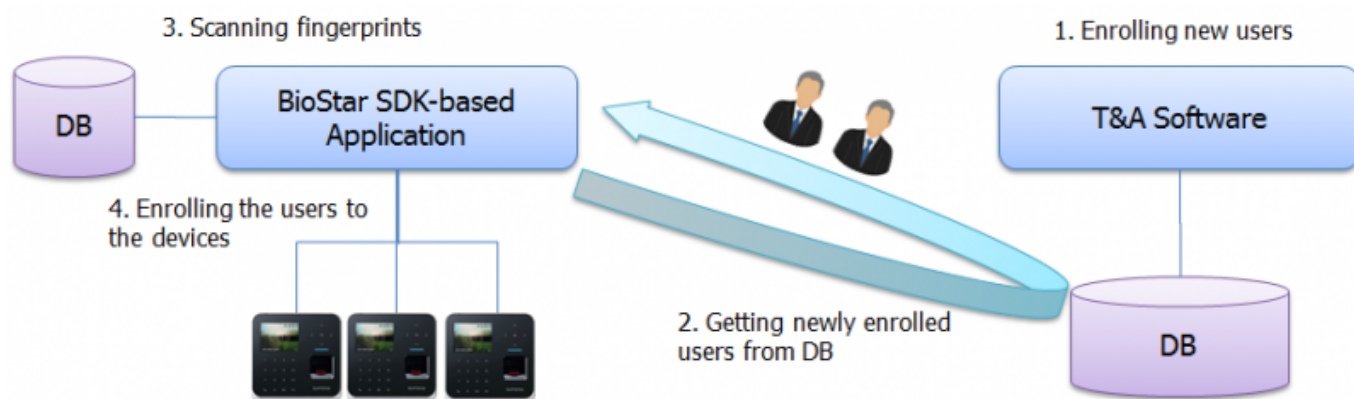 3. Scanning fingerprints
1. Enrolling new users
DB
BioStar SDK-based
Application
T&A Software
4. Enrolling the users to
the devices
2. Getting newly enrolled
users from DB
DB